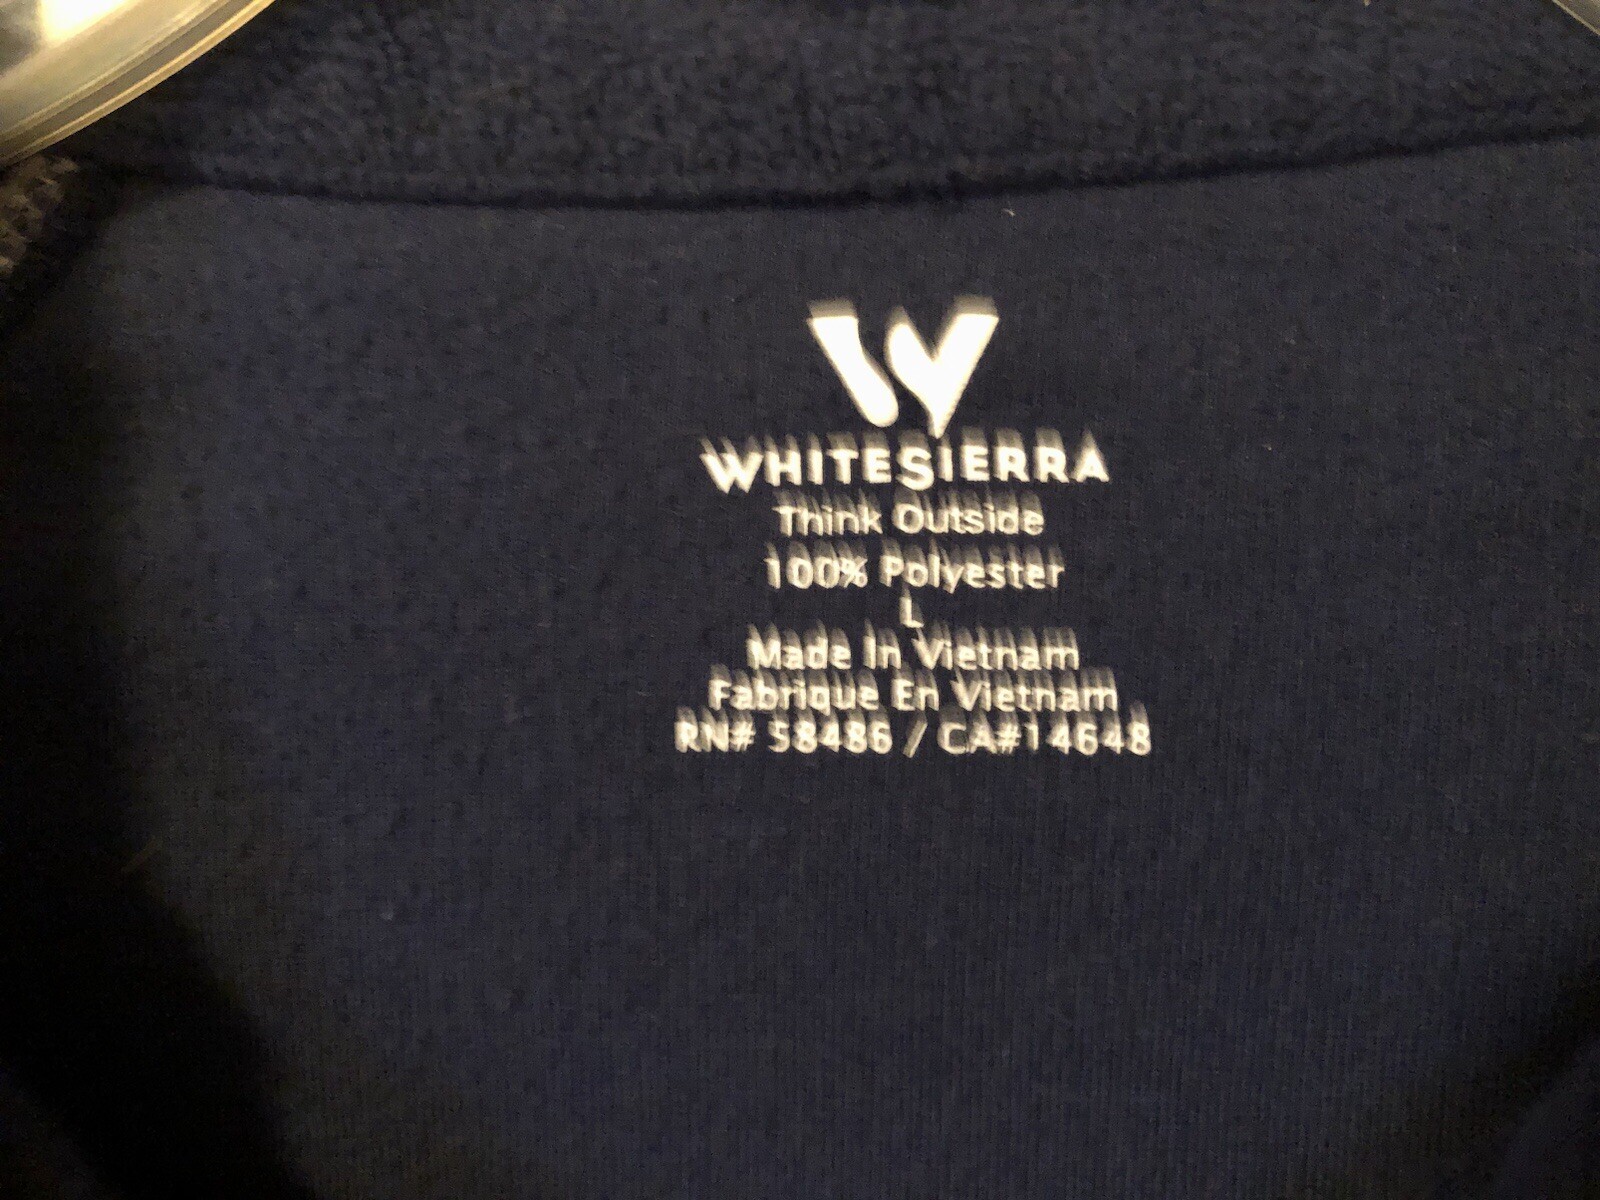 WHITESIERRA
Think Outside
100% Polyester
L
Made In Vietnam
Fabrique En Vietnam
RN# 58486 / CA#14648